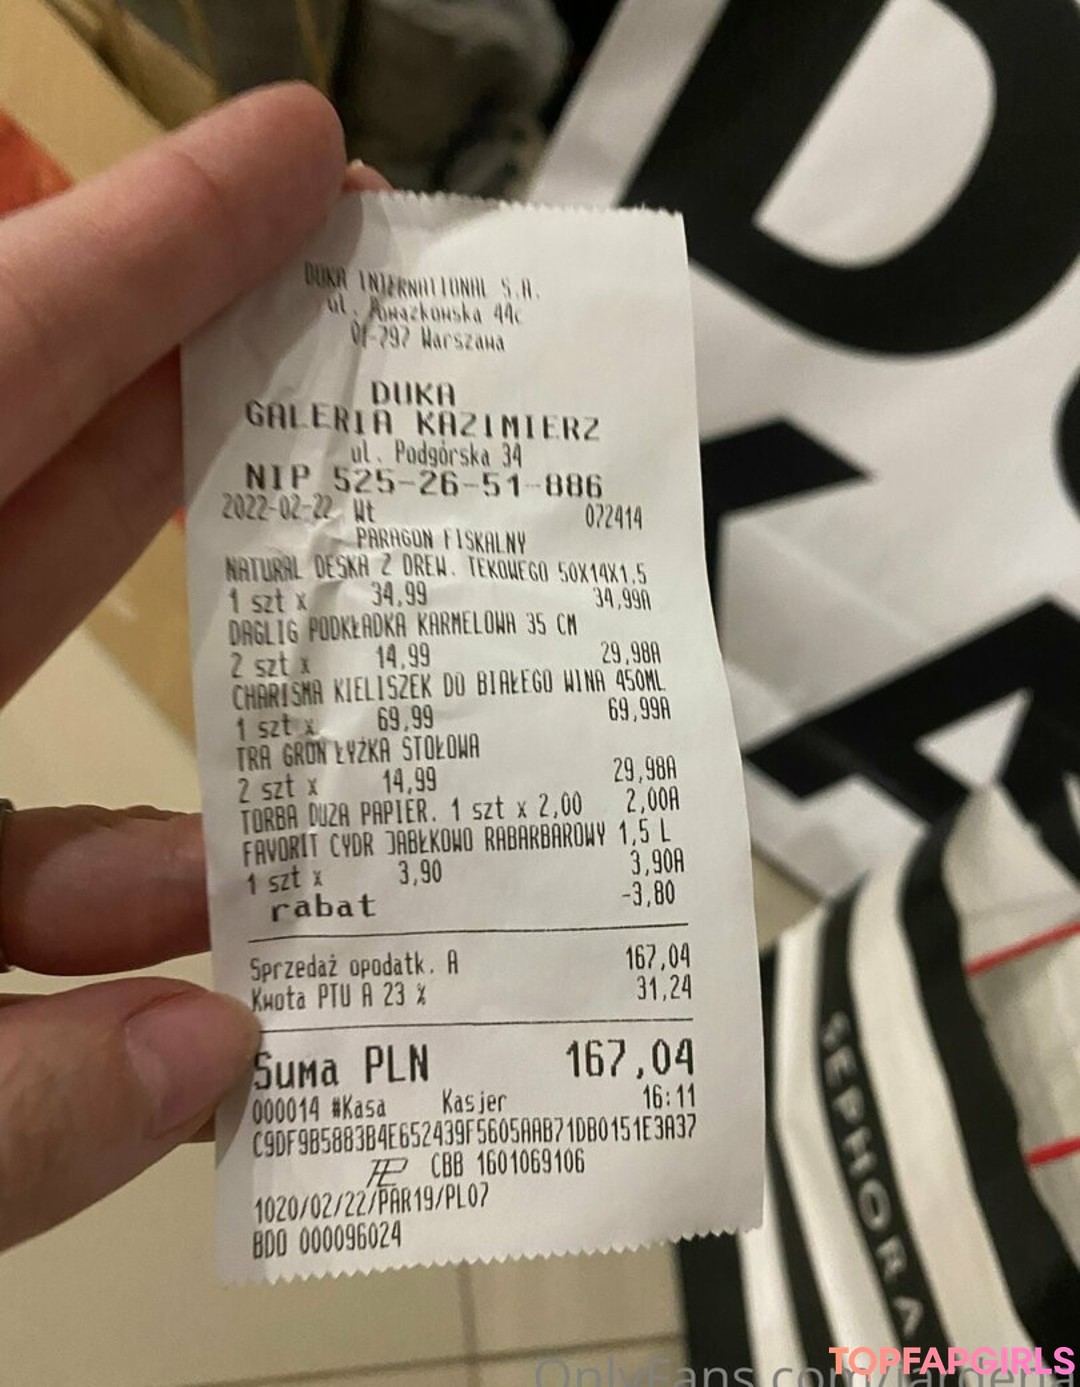 DUKA INTERNATIONAL S.A.
ul. Powązkowska 44c
01-797 Warszawa
DUKA
GALERIA KAZIMIERZ
ul. Podgórska 34
NIP 525-26-51-886
2022-02-22 Wt 072414
PARAGON FISKALNY
NATURAL DESKA Z DREW. TEKOWEGO 50X14X1,5
1 szt x 34,99 34,99A
DAGLIG PODKŁADKA KARMELOWA 35 CM
2 szt x 14,99 29,98A
CHARISMA KIELISZEK DO BIAŁEGO WINA 450ML
1 szt x 69,99 69,99A
TRA GRON ŁYŻKA STOŁOWA
2 szt x 14,99 29,98A
TORBA DUZA PAPIER. 1 szt x 2,00 2,00A
FAVORIT CYDR JABŁKOWO RABARBAROWY 1,5 L
1 szt x 3,90 3,90A
rabat -3,80
Sprzedaż opodatk. A 167,04
Kwota PTU A 23 % 31,24
Suma PLN 167,04
000014 #Kasa Kasjer 16:11
C9DF9B5883B4E652439F5605AAB71DB0151E3A37
CBB 1601069106
1020/02/22/PAR19/PL07
BDO 000096024
SEPHORA
TOPFAPGIRLS